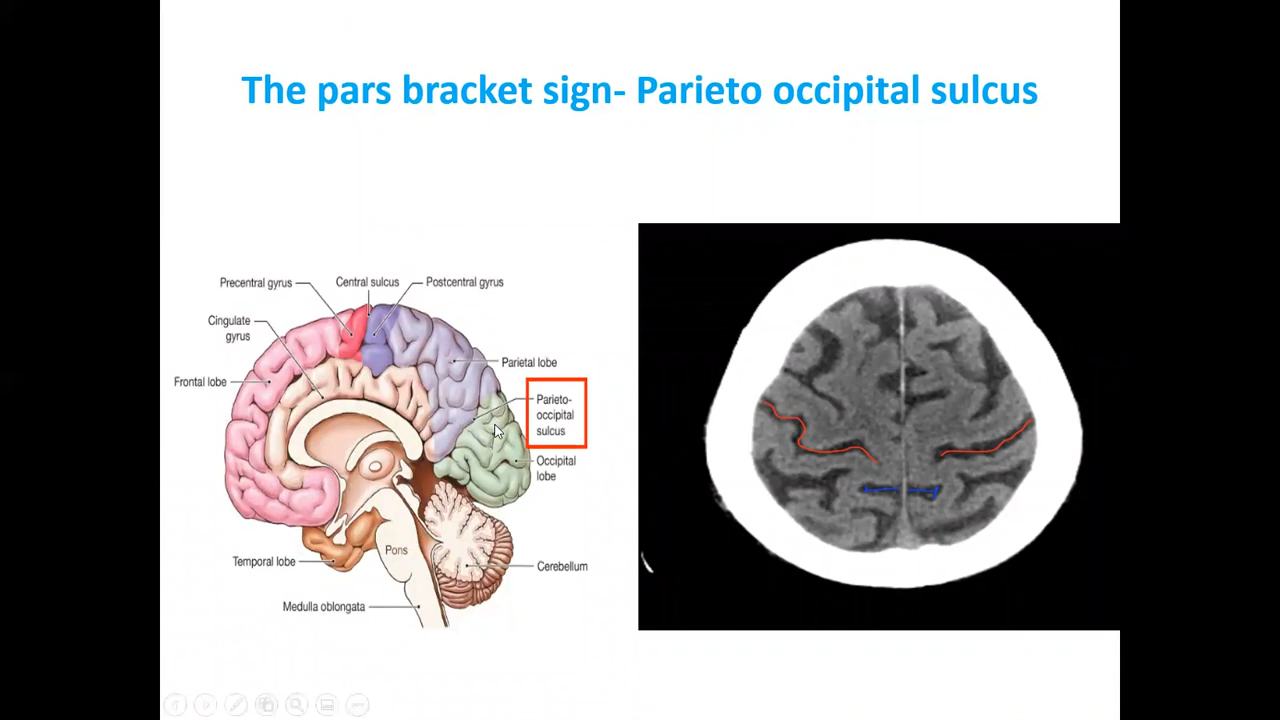 The pars bracket sign- Parieto occipital sulcus
Precentral gyrus
Central sulcus
Postcentral gyrus
Cingulate
gyrus
Parietal lobe
Frontal lobe
Parieto-
occipital
sulcus
Occipital
lobe
Pons
Temporal lobe
Cerebellum
Medulla oblongata